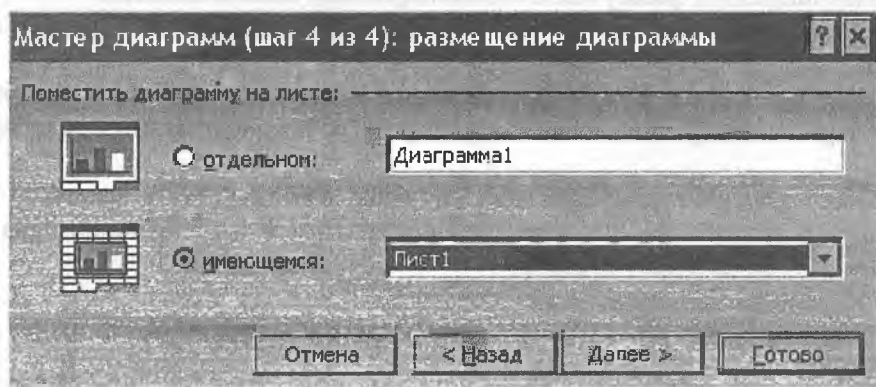 Мастер диаграмм (шаг 4 из 4): размещение диаграммы
Поместить диаграмму на листе:
отдельном: Диаграмма1
имеющемся: Лист1
Отмена < Назад Далее > Готово